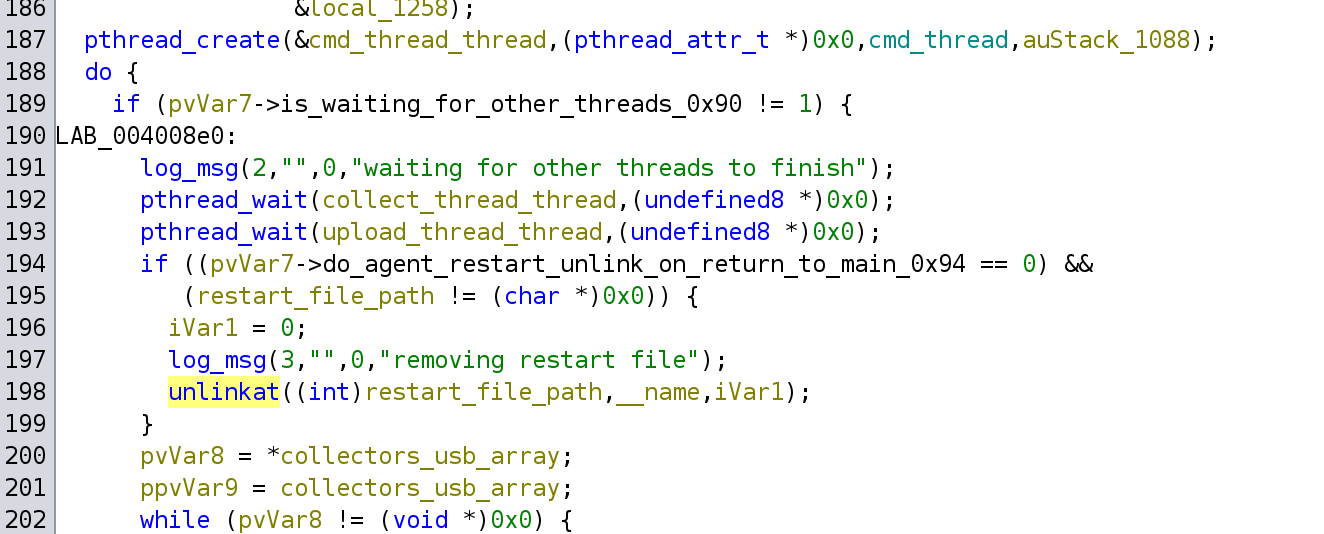 186                  &local_1258);
187  pthread_create(&cmd_thread_thread,(pthread_attr_t *)0x0,cmd_thread,auStack_1088);
188  do {
189    if (pvVar7->is_waiting_for_other_threads_0x90 != 1) {
190 LAB_004008e0:
191      log_msg(2,"",0,"waiting for other threads to finish");
192      pthread_wait(collect_thread_thread,(undefined8 *)0x0);
193      pthread_wait(upload_thread_thread,(undefined8 *)0x0);
194      if ((pvVar7->do_agent_restart_unlink_on_return_to_main_0x94 == 0) &&
195         (restart_file_path != (char *)0x0)) {
196        iVar1 = 0;
197        log_msg(3,"",0,"removing restart file");
198        unlinkat((int)restart_file_path,__name,iVar1);
199      }
200      pvVar8 = *collectors_usb_array;
201      ppvVar9 = collectors_usb_array;
202      while (pvVar8 != (void *)0x0) {